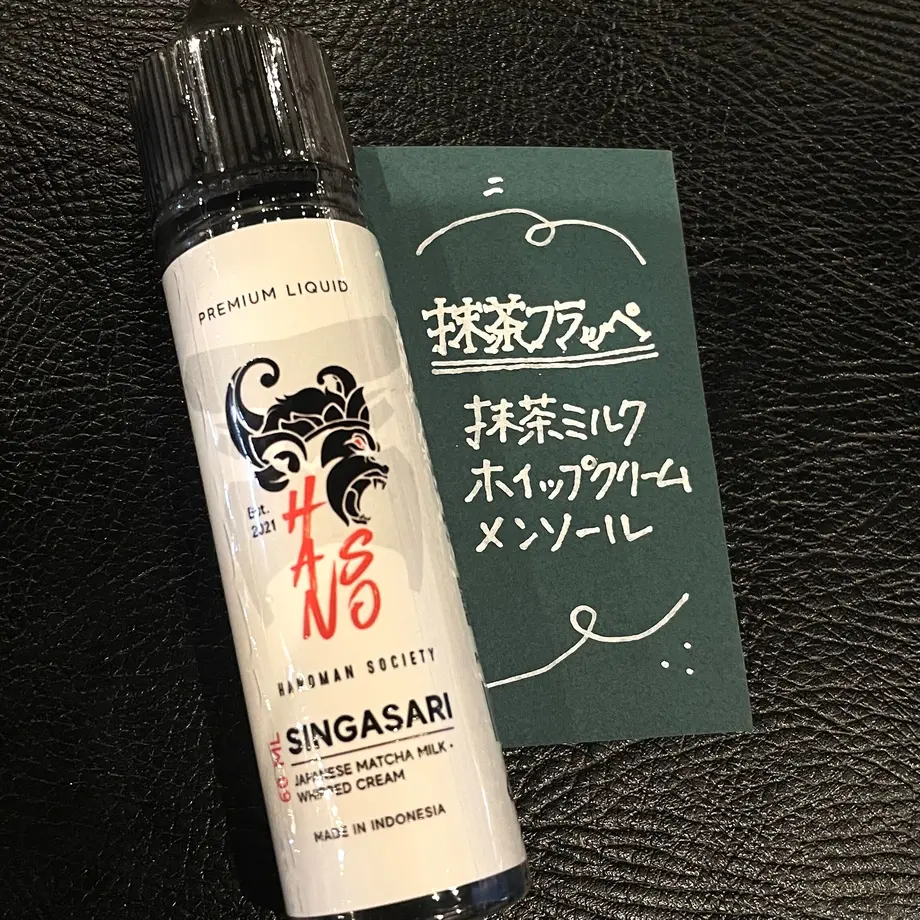 PREMIUM LIQUID
Est.
2021
HANSO
HANOMAN SOCIETY
60 ML
SINGASARI
JAPANESE MATCHA MILK •
WHIPPED CREAM
MADE IN INDONESIA
抹茶フラッペ
抹茶ミルク
ホイップクリーム
メンソール